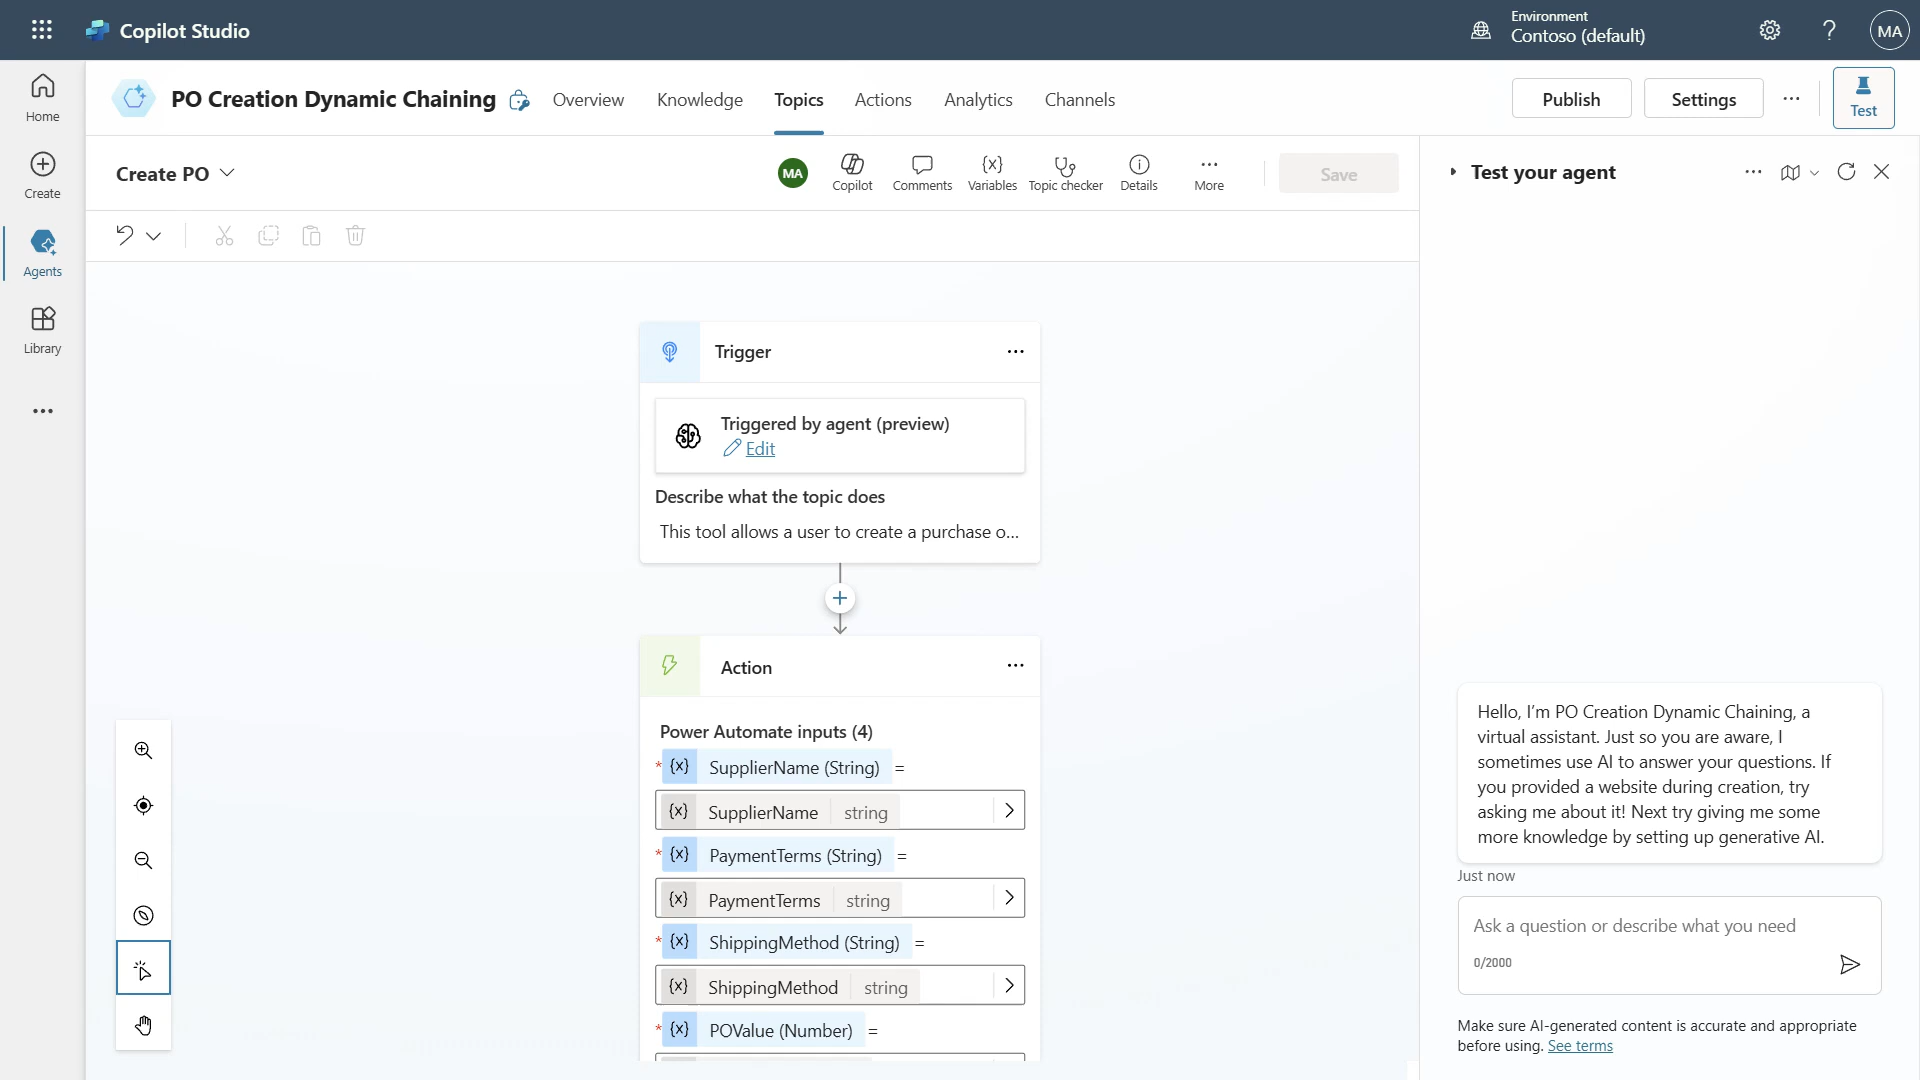 Copilot Studio
Environment
Contoso (default)
MA
Home
Create
Agents
Library
PO Creation Dynamic Chaining
Overview
Knowledge
Topics
Actions
Analytics
Channels
Publish
Settings
Test
Create PO
MA
Copilot
Comments
Variables
Topic checker
Details
More
Save
Trigger
Triggered by agent (preview)
Edit
Describe what the topic does
This tool allows a user to create a purchase o...
Action
Power Automate inputs (4)
* {x} SupplierName (String) =
{x} SupplierName string
* {x} PaymentTerms (String) =
{x} PaymentTerms string
* {x} ShippingMethod (String) =
{x} ShippingMethod string
* {x} POValue (Number) =
Test your agent
Hello, I'm PO Creation Dynamic Chaining, a
virtual assistant. Just so you are aware, I
sometimes use AI to answer your questions. If
you provided a website during creation, try
asking me about it! Next try giving me some
more knowledge by setting up generative AI.
Just now
Ask a question or describe what you need
0/2000
Make sure AI-generated content is accurate and appropriate
before using. See terms